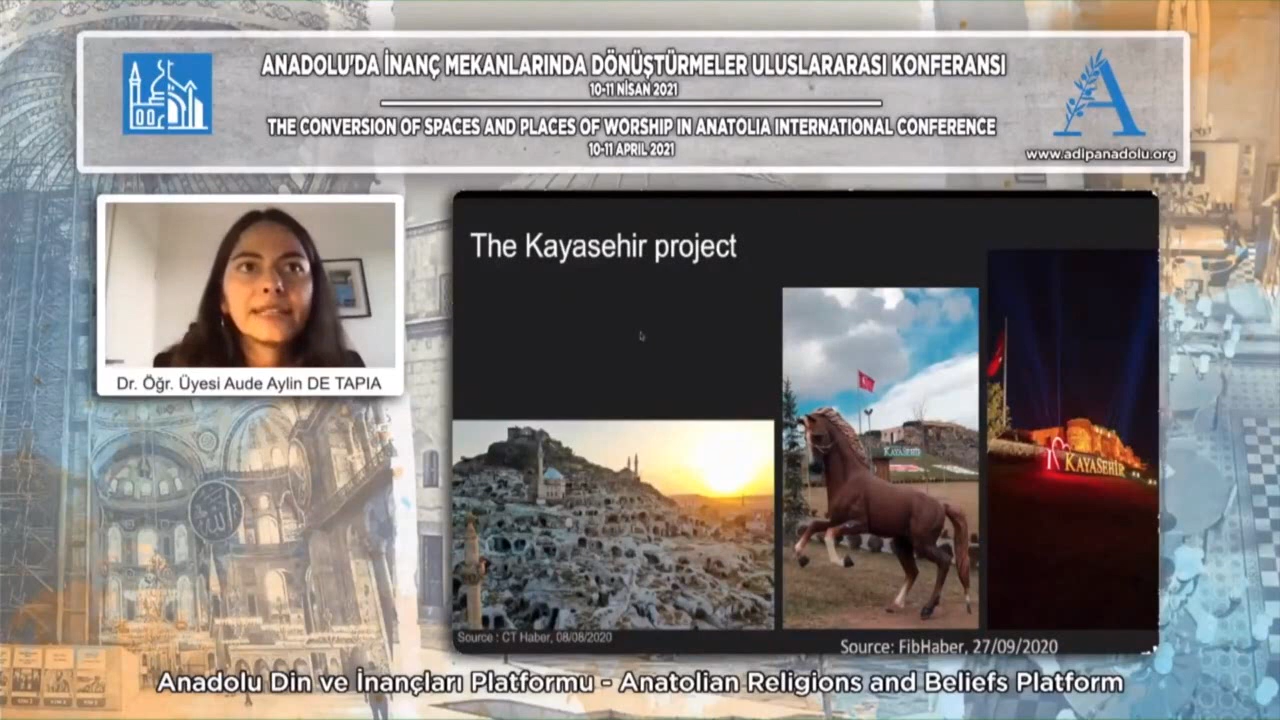 ANADOLU'DA İNANÇ MEKANLARINDA DÖNÜŞTÜRMELER ULUSLARARASI KONFERANSI
10-11 NİSAN 2021
THE CONVERSION OF SPACES AND PLACES OF WORSHIP IN ANATOLIA INTERNATIONAL CONFERENCE
10-11 APRIL 2021
www.adipanadolu.org
Dr. Öğr. Üyesi Aude Aylin DE TAPIA
The Kayasehir project
KAYAŞEHİR
KAYAŞEHİR
Source : CT Haber, 08/08/2020
Source: FibHaber, 27/09/2020
Anadolu Din ve İnançları Platformu - Anatolian Religions and Beliefs Platform